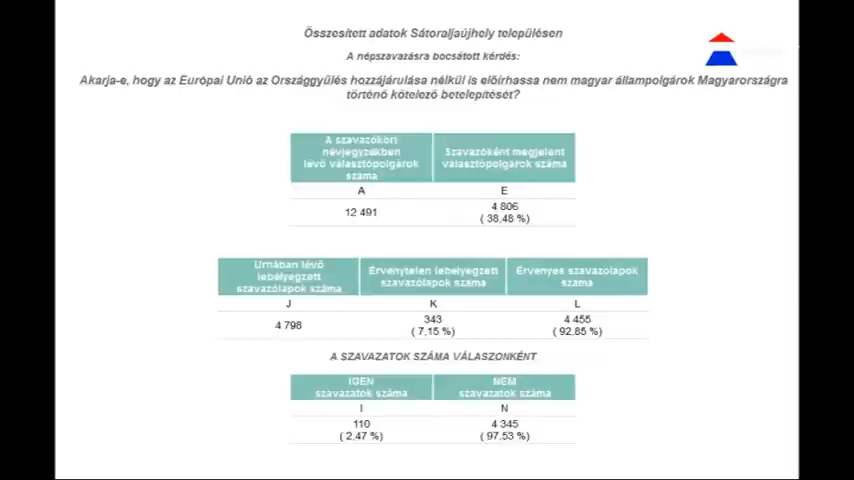 Összesített adatok Sátoraljaújhely településen
A népszavazásra bocsátott kérdés:
Akarja-e, hogy az Európai Unió az Országgyűlés hozzájárulása nélkül is előírhassa nem magyar állampolgárok Magyarországra
történő kötelező betelepítését?
A szavazóköri
névjegyzékben
lévő választópolgárok
száma
Szavazóként megjelent
választópolgárok száma
A
E
12 491
4 806
( 38,48 %)
Urnában lévő
lebélyegzett
szavazólapok száma
Érvénytelen lebélyegzett
szavazólapok száma
Érvényes szavazólapok
száma
J
K
L
4 798
343
( 7,15 %)
4 455
( 92,85 %)
A SZAVAZATOK SZÁMA VÁLASZONKÉNT
IGEN
szavazatok száma
NEM
szavazatok száma
I
N
110
( 2,47 %)
4 345
( 97,53 %)